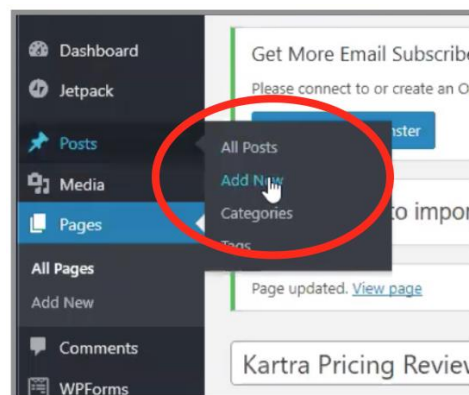 Dashboard
Jetpack
Posts
Media
Pages
All Pages
Add New
Comments
WPForms
All Posts
Add New
Categories
Tags
Get More Email Subscribe
Please connect to or create an O
nster
to impor
Page updated. View page
Kartra Pricing Review